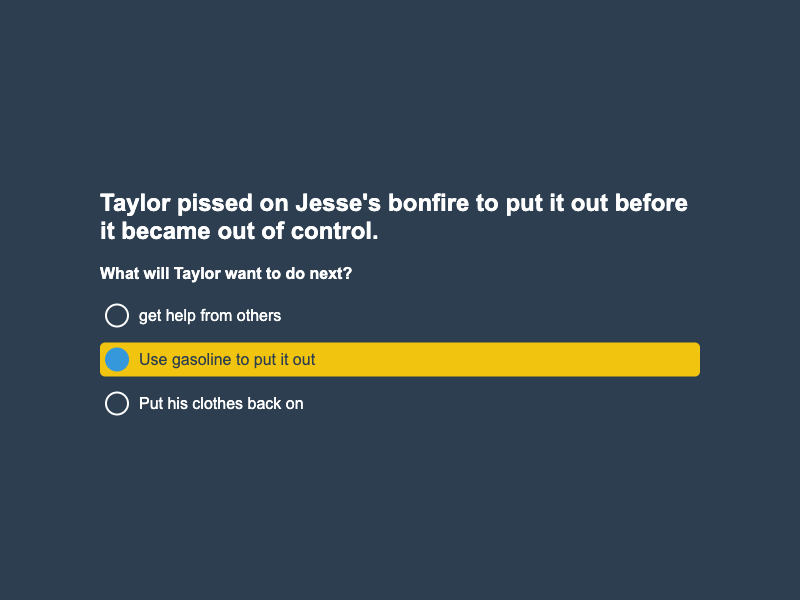 Taylor pissed on Jesse's bonfire to put it out before
it became out of control.
What will Taylor want to do next?
get help from others
Use gasoline to put it out
Put his clothes back on